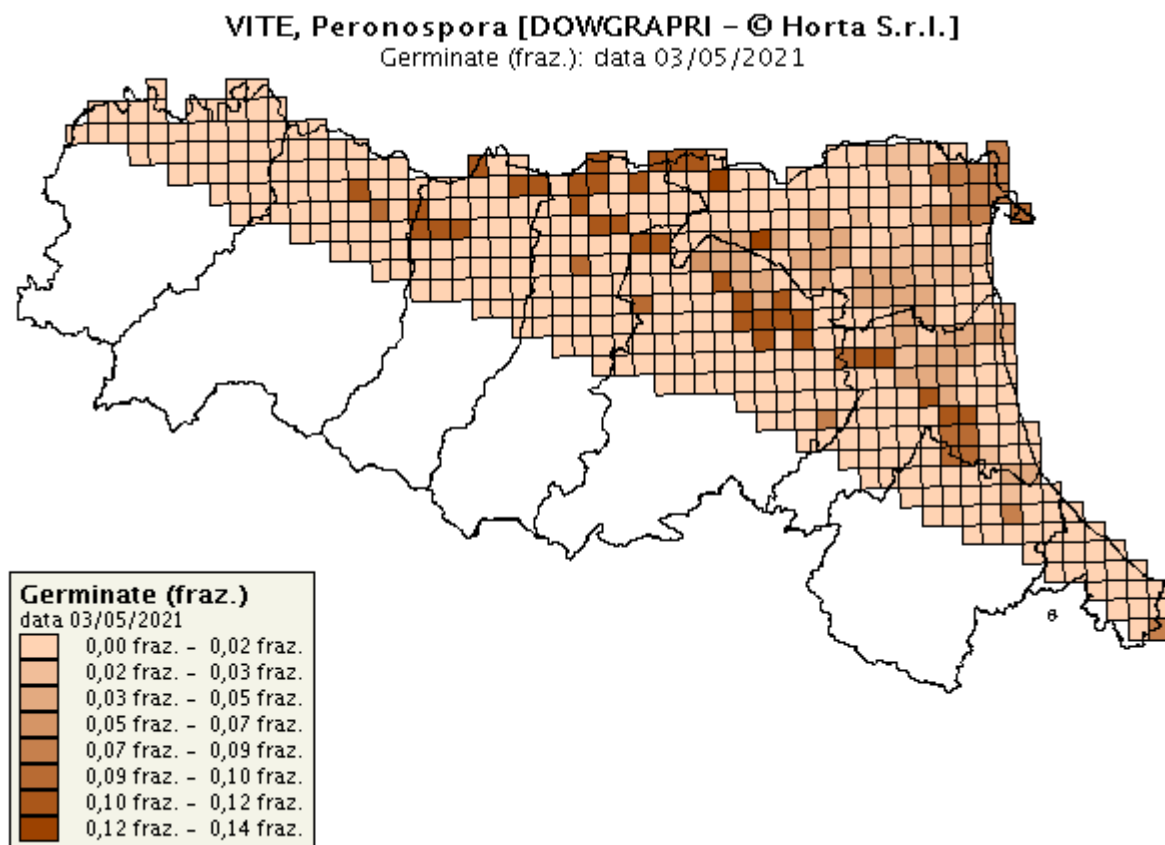 VITE, Peronospora [DOWGRAPRI – © Horta S.r.l.]
Germinate (fraz.): data 03/05/2021
Germinate (fraz.)
data 03/05/2021
0,00 fraz. – 0,02 fraz.
0,02 fraz. – 0,03 fraz.
0,03 fraz. – 0,05 fraz.
0,05 fraz. – 0,07 fraz.
0,07 fraz. – 0,09 fraz.
0,09 fraz. – 0,10 fraz.
0,10 fraz. – 0,12 fraz.
0,12 fraz. – 0,14 fraz.